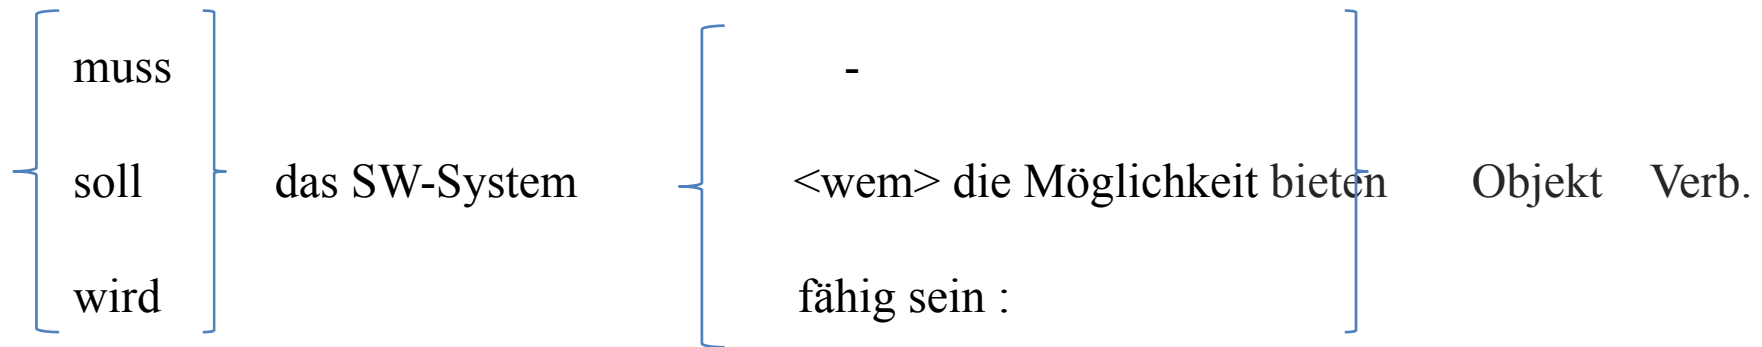 muss -
soll das SW-System <wem> die Möglichkeit bieten Objekt Verb.
wird fähig sein :